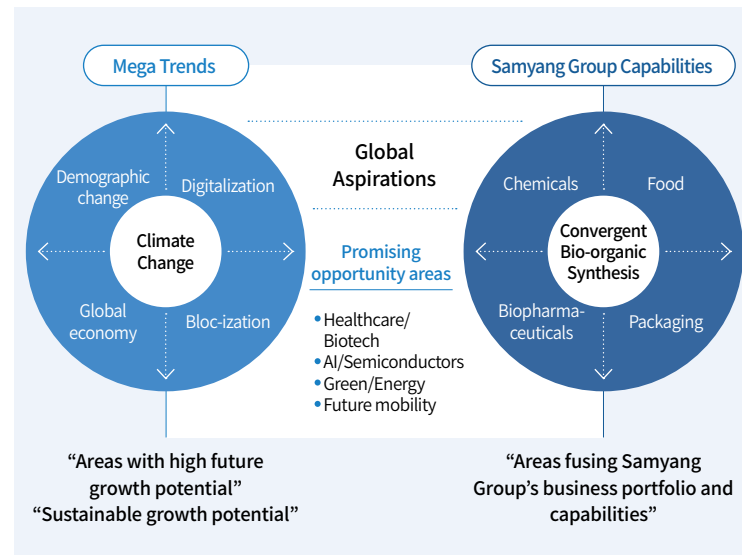 Mega Trends
Demographic
change
Digitalization
Climate
Change
Global
economy
Bloc-ization
“Areas with high future
growth potential”
“Sustainable growth potential”
Global
Aspirations
Promising
opportunity areas
• Healthcare/
Biotech
• AI/Semiconductors
• Green/Energy
• Future mobility
Samyang Group Capabilities
Chemicals
Food
Convergent
Bio-organic
Synthesis
Biopharma-
ceuticals
Packaging
“Areas fusing Samyang
Group’s business portfolio and
capabilities”